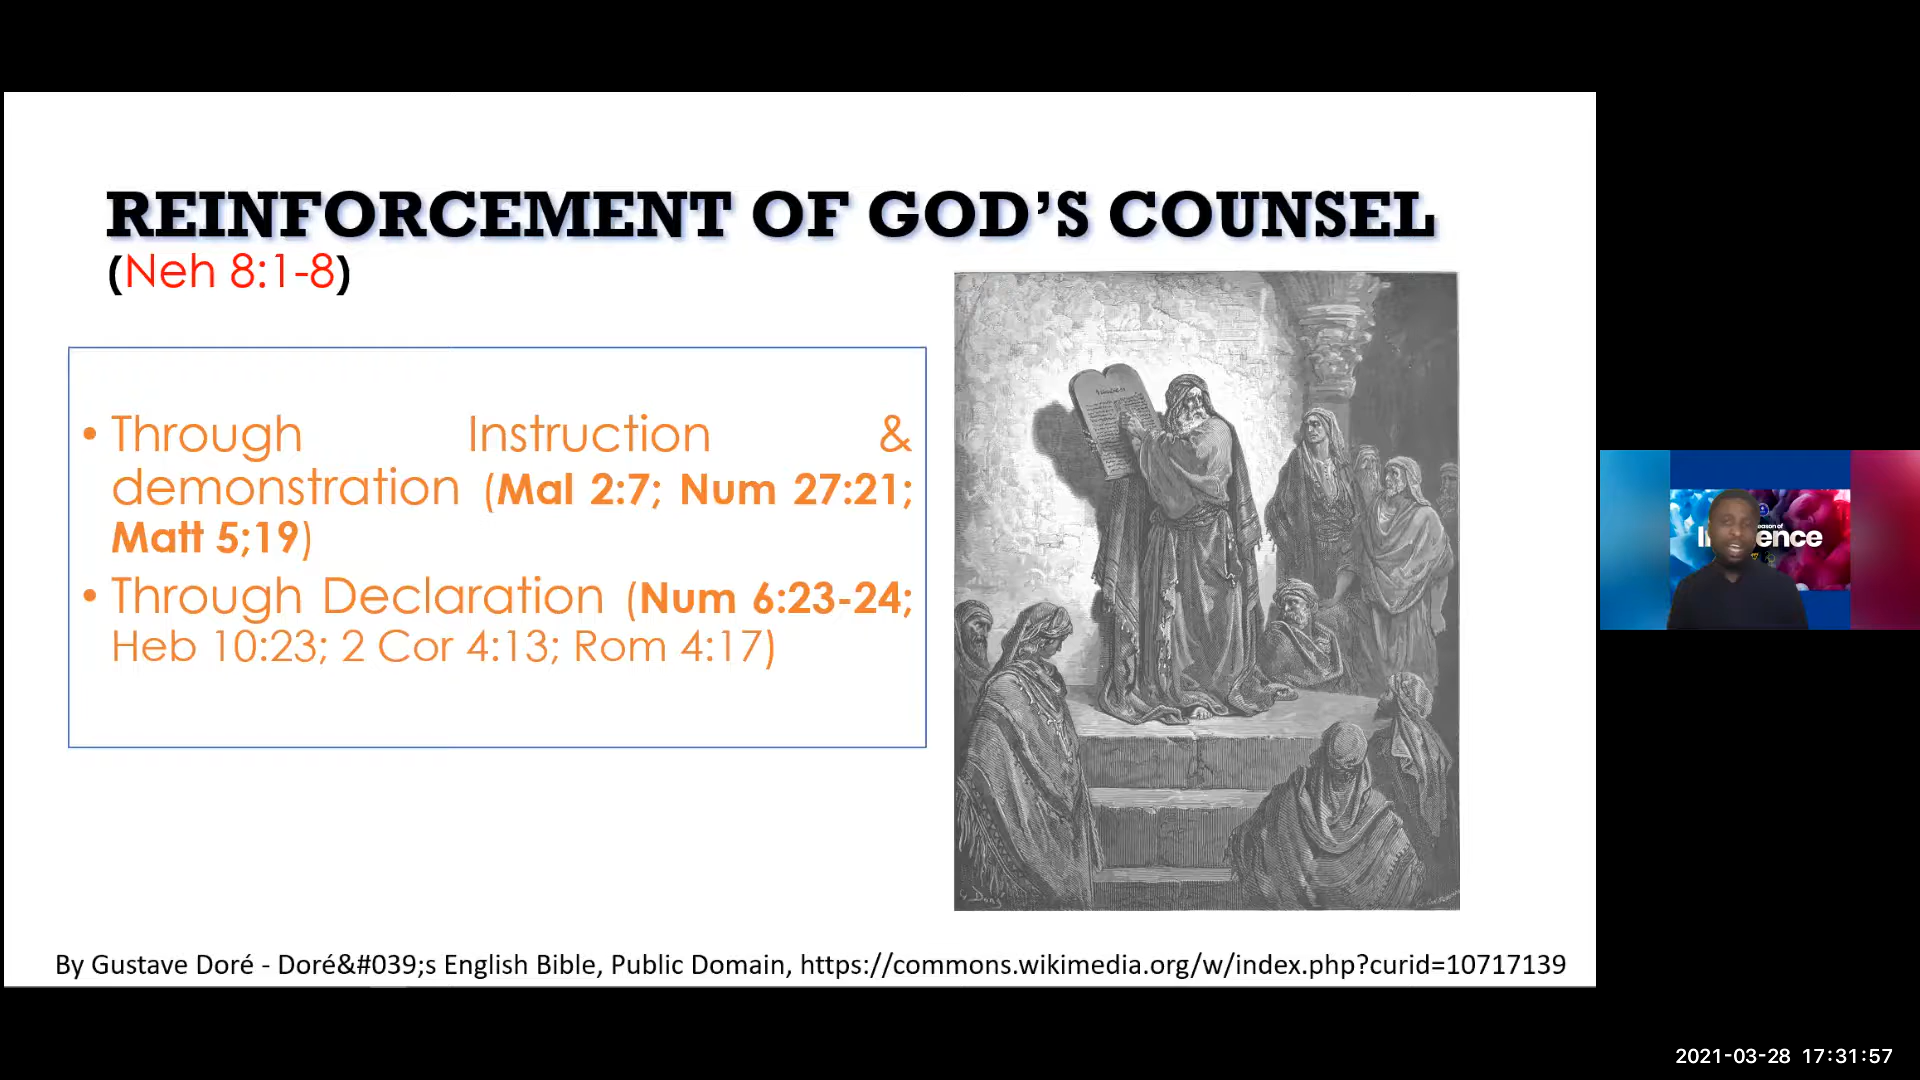 REINFORCEMENT OF GOD’S COUNSEL
(Neh 8:1-8)
• Through Instruction &
demonstration (Mal 2:7; Num 27:21;
Matt 5;19)
• Through Declaration (Num 6:23-24;
Heb 10:23; 2 Cor 4:13; Rom 4:17)
G. Doré
By Gustave Doré - Doré&#039;s English Bible, Public Domain, https://commons.wikimedia.org/w/index.php?curid=10717139
ence
2021-03-28 17:31:57